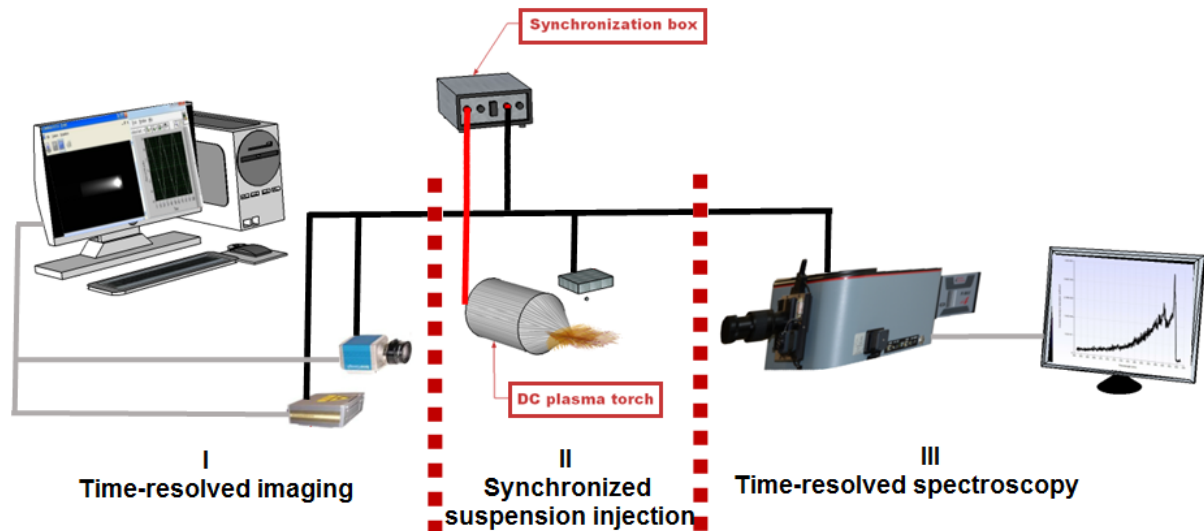 Synchronization box
DC plasma torch
I
Time-resolved imaging
II
Synchronized
suspension injection
III
Time-resolved spectroscopy